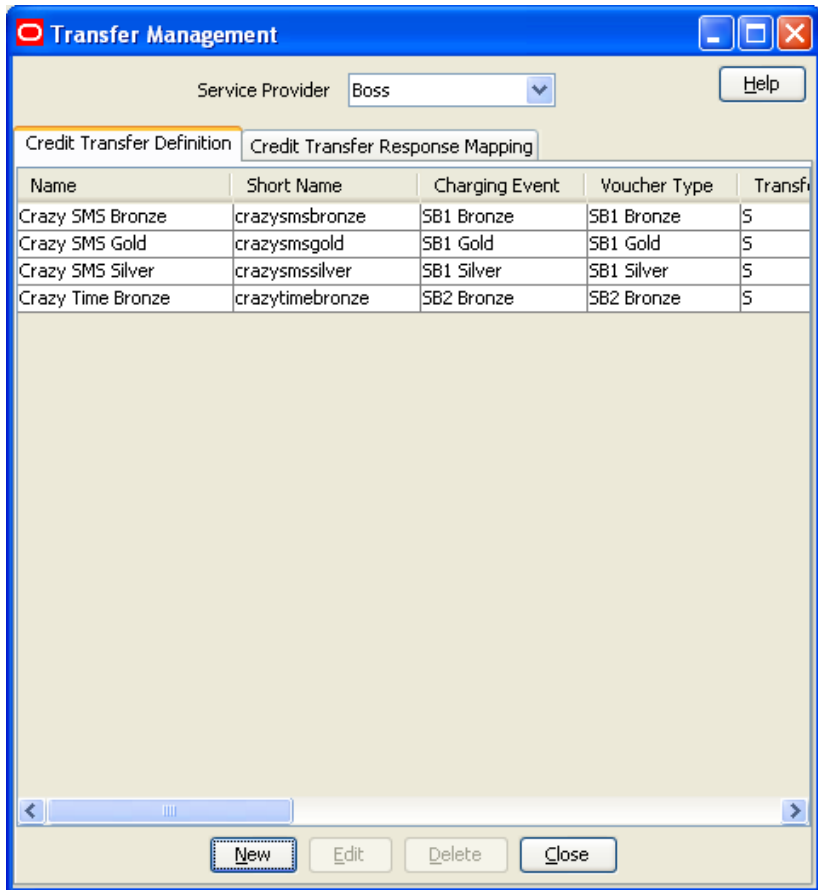 Transfer Management
Service Provider Boss Help
Credit Transfer Definition Credit Transfer Response Mapping
Name Short Name Charging Event Voucher Type Transf
Crazy SMS Bronze crazysmsbronze SB1 Bronze SB1 Bronze S
Crazy SMS Gold crazysmsgold SB1 Gold SB1 Gold S
Crazy SMS Silver crazysmssilver SB1 Silver SB1 Silver S
Crazy Time Bronze crazytimebronze SB2 Bronze SB2 Bronze S
New Edit Delete Close